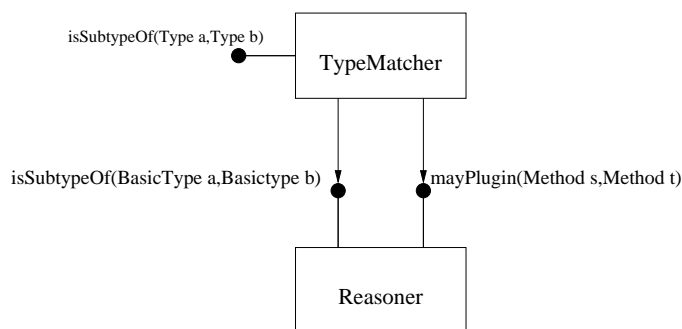 isSubtypeOf(Type a,Type b)
TypeMatcher
isSubtypeOf(BasicType a,Basictype b)
mayPlugin(Method s,Method t)
Reasoner